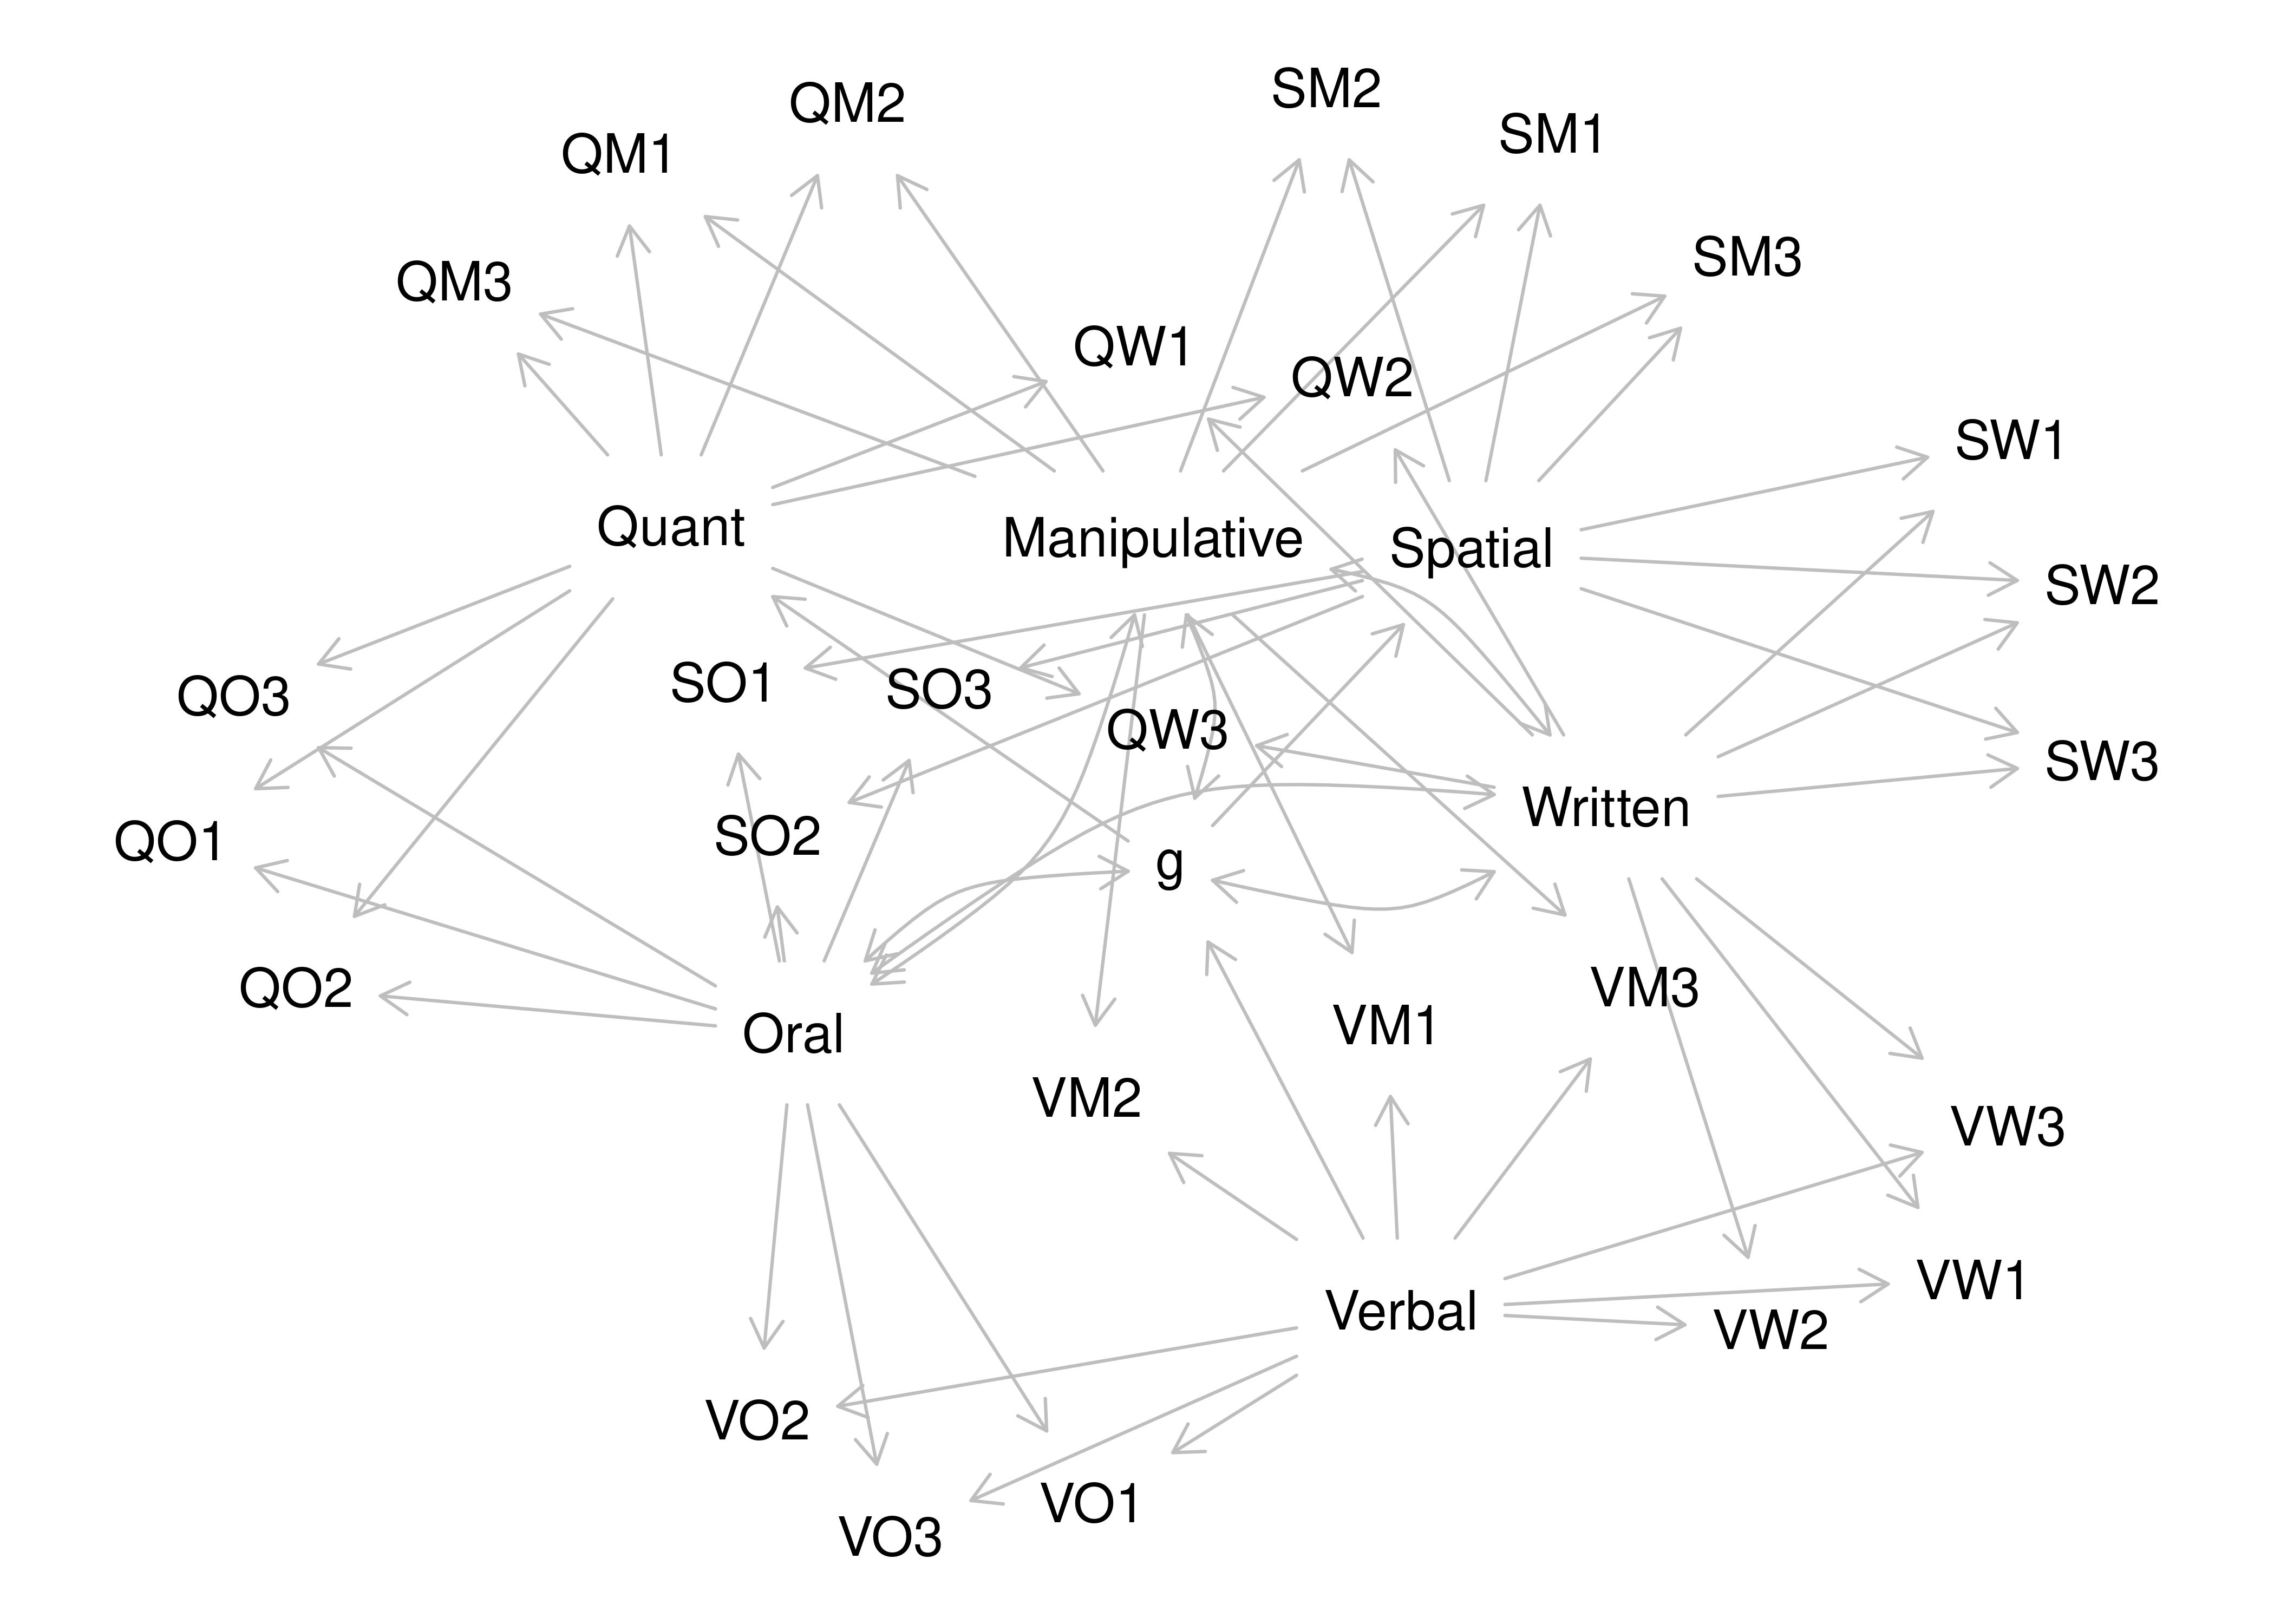 SM2
QM2
SM1
QM1
SM3
QM3
QW1
QW2
SW1
Quant
Manipulative
Spatial
SW2
SO1
SO3
QO3
QW3
SW3
Written
SO2
QO1
g
QO2
VM3
VM1
Oral
VM2
VW3
VW1
Verbal
VW2
VO2
VO1
VO3